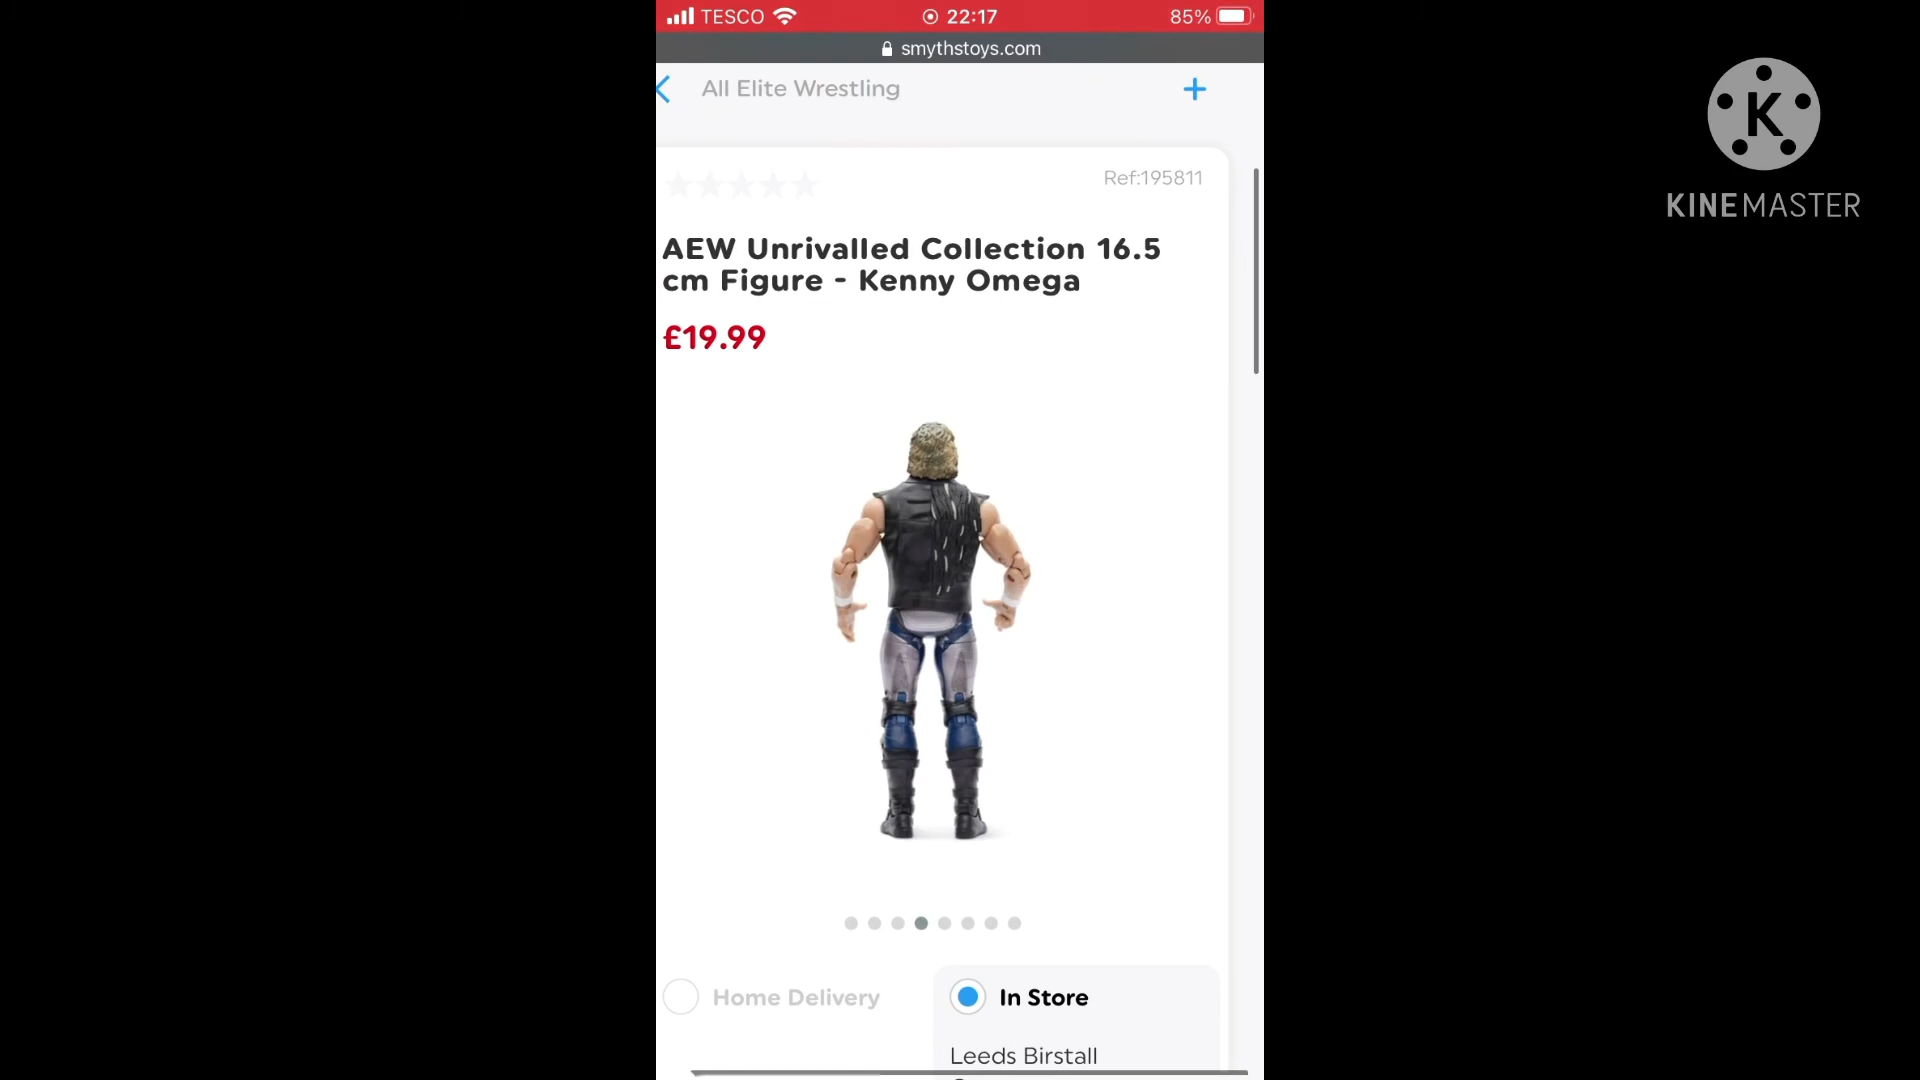 TESCO 22:17 85%
smythstoys.com
All Elite Wrestling +
Ref:195811
AEW Unrivalled Collection 16.5
cm Figure - Kenny Omega
£19.99
Home Delivery
In Store
Leeds Birstall
K
KINEMASTER